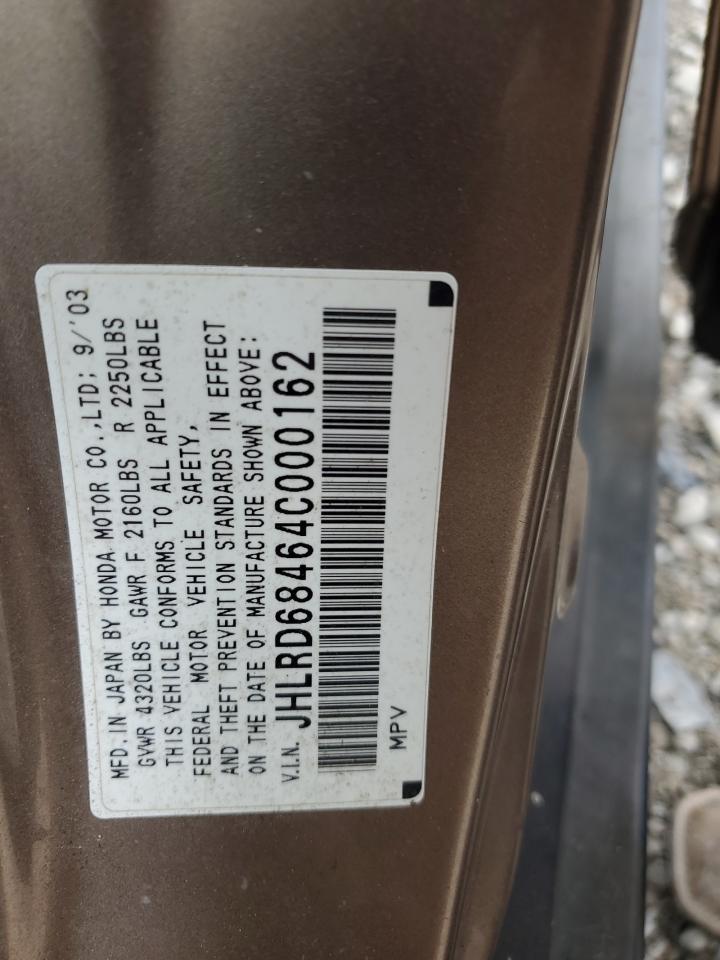 MFD. IN JAPAN BY HONDA MOTOR CO.,LTD: 9/'03
GVWR 4320LBS GAWR F 2160LBS R 2250LBS
THIS VEHICLE CONFORMS TO ALL APPLICABLE
FEDERAL MOTOR VEHICLE SAFETY,
AND THEFT PREVENTION STANDARDS IN EFFECT
ON THE DATE OF MANUFACTURE SHOWN ABOVE:
V.I.N. JHLRD68464C000162
MPV